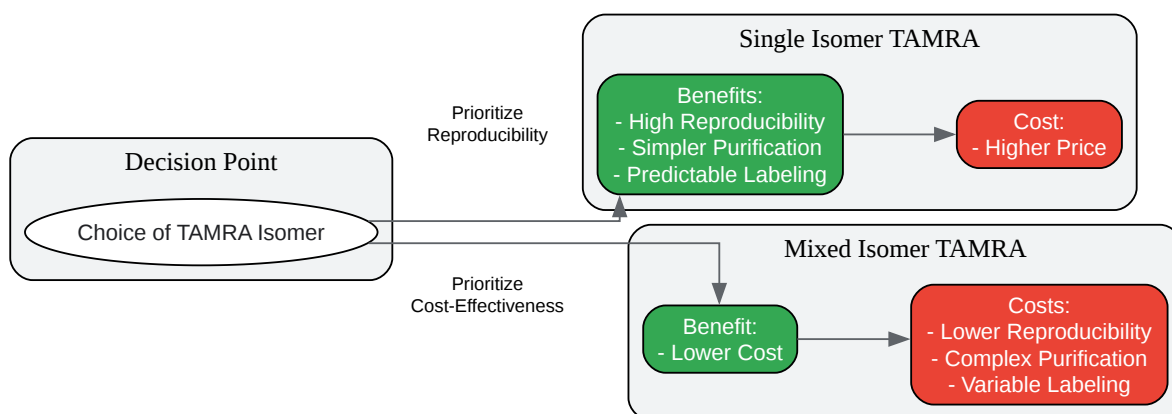 Decision Point
Choice of TAMRA Isomer
Prioritize
Reproducibility
Single Isomer TAMRA
Benefits:
- High Reproducibility
- Simpler Purification
- Predictable Labeling
Cost:
- Higher Price
Prioritize
Cost-Effectiveness
Mixed Isomer TAMRA
Benefit:
- Lower Cost
Costs:
- Lower Reproducibility
- Complex Purification
- Variable Labeling